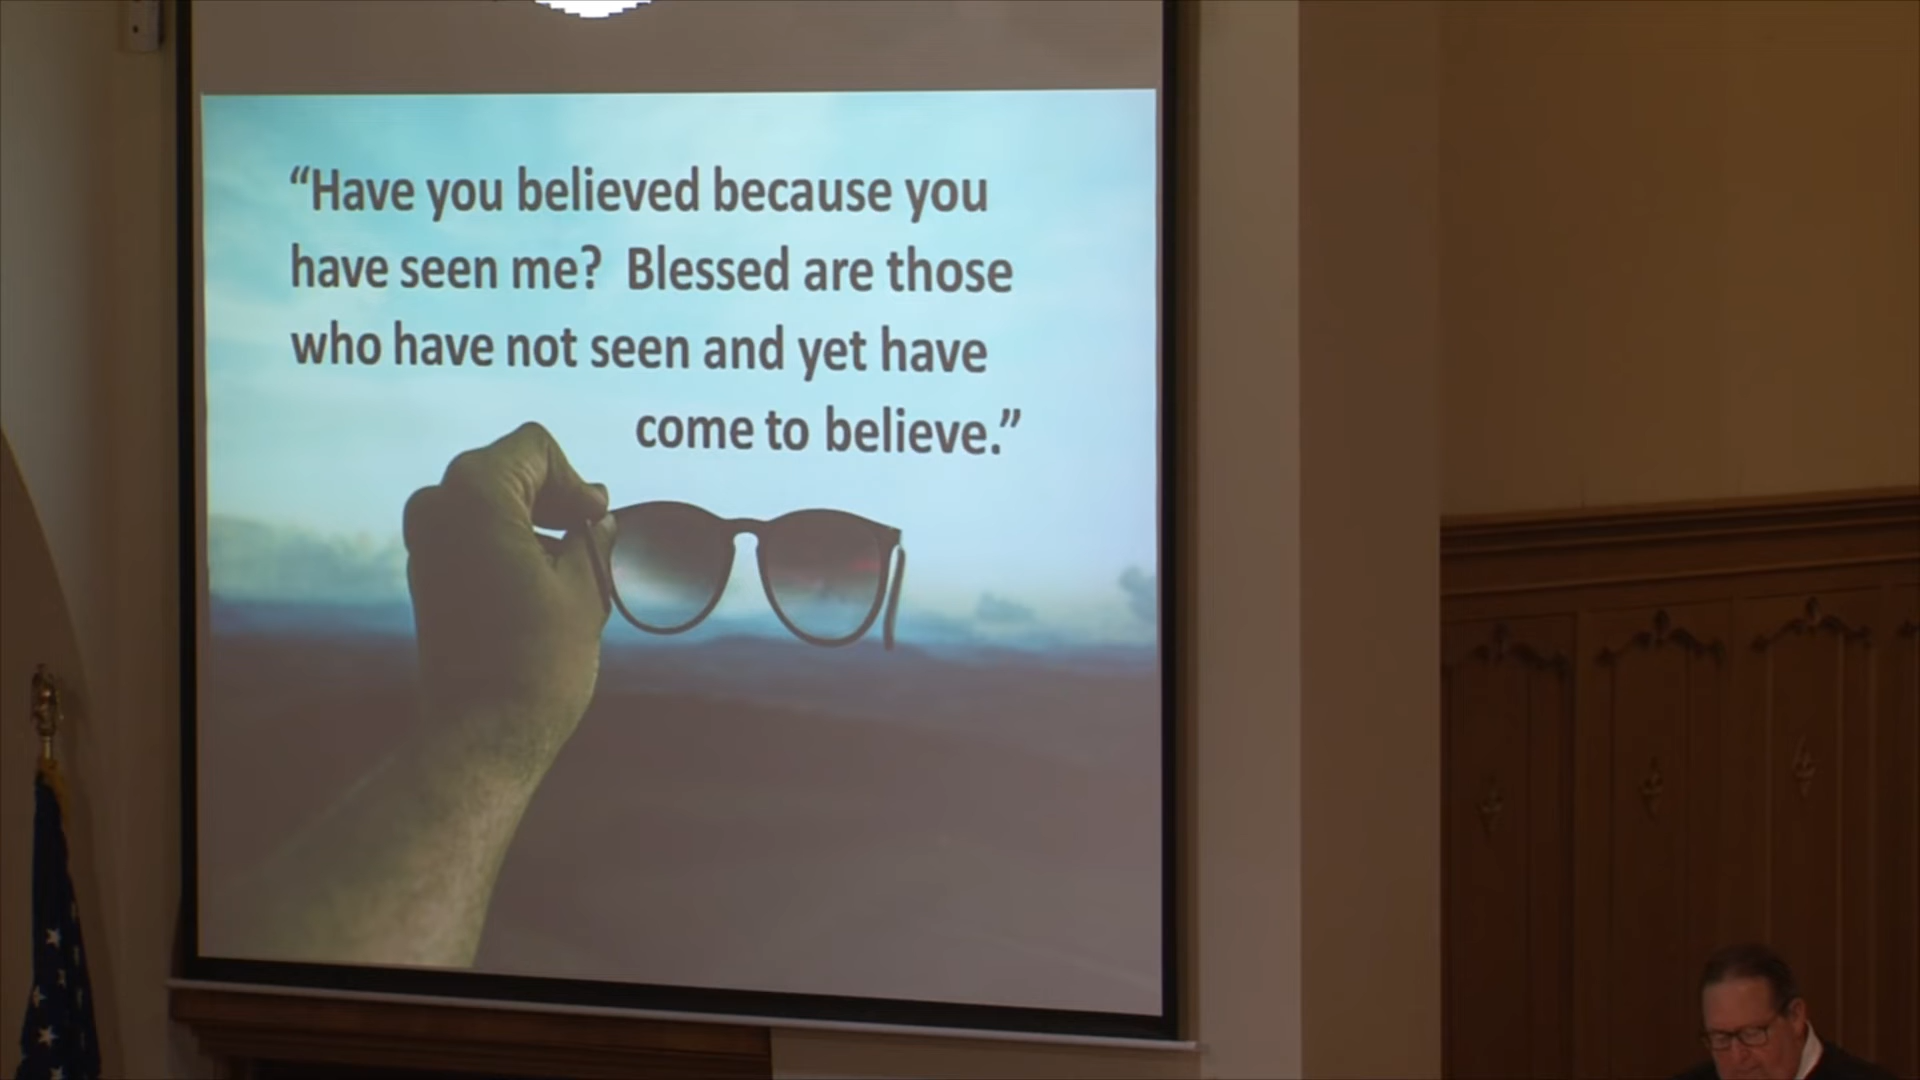 “Have you believed because you
have seen me?  Blessed are those
who have not seen and yet have
come to believe.”